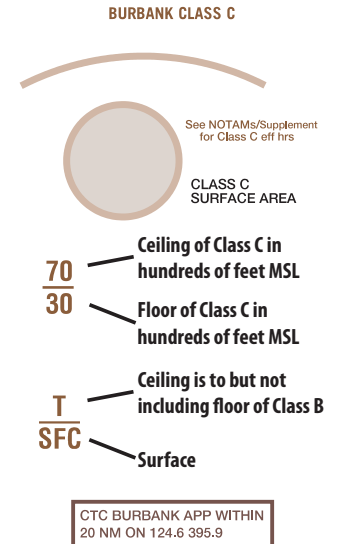 BURBANK CLASS C
See NOTAMs/Supplement
for Class C eff hrs
CLASS C
SURFACE AREA
70
30
Ceiling of Class C in
hundreds of feet MSL
Floor of Class C in
hundreds of feet MSL
T
SFC
Ceiling is to but not
including floor of Class B
Surface
CTC BURBANK APP WITHIN
20 NM ON 124.6 395.9